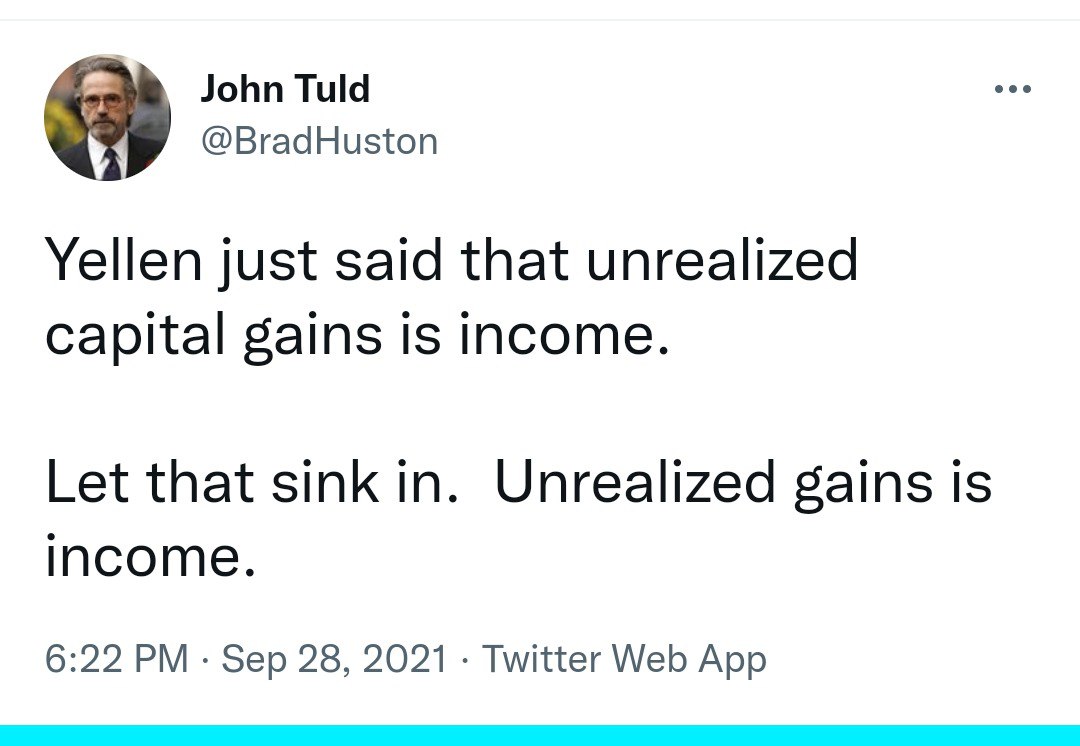 John Tuld
@BradHuston
Yellen just said that unrealized
capital gains is income.
Let that sink in.  Unrealized gains is
income.
6:22 PM · Sep 28, 2021 · Twitter Web App